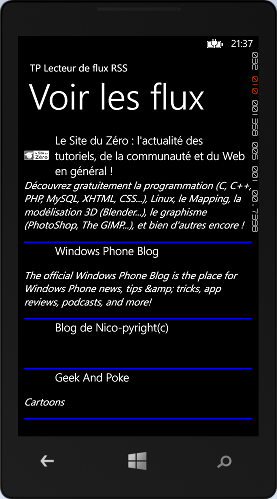 21:37
TP Lecteur de flux RSS
Voir les flux
Le Site du Zéro : l'actualité des
tutoriels, de la communauté et du Web
en général !
Découvrez gratuitement la programmation (C, C++,
PHP, MySQL, XHTML, CSS...), Linux, le Mapping, la
modélisation 3D (Blender...), le graphisme
(PhotoShop, The GIMP...), et bien d'autres encore !
Windows Phone Blog
The official Windows Phone Blog is the place for
Windows Phone news, tips &amp; tricks, app
reviews, podcasts, and more!
Blog de Nico-pyright(c)
Geek And Poke
Cartoons